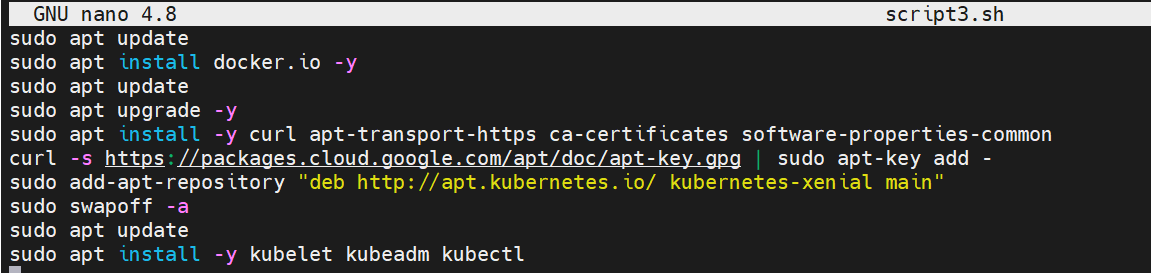 GNU nano 4.8 script3.sh
sudo apt update
sudo apt install docker.io -y
sudo apt update
sudo apt upgrade -y
sudo apt install -y curl apt-transport-https ca-certificates software-properties-common
curl -s https://packages.cloud.google.com/apt/doc/apt-key.gpg | sudo apt-key add -
sudo add-apt-repository "deb http://apt.kubernetes.io/ kubernetes-xenial main"
sudo swapoff -a
sudo apt update
sudo apt install -y kubelet kubeadm kubectl